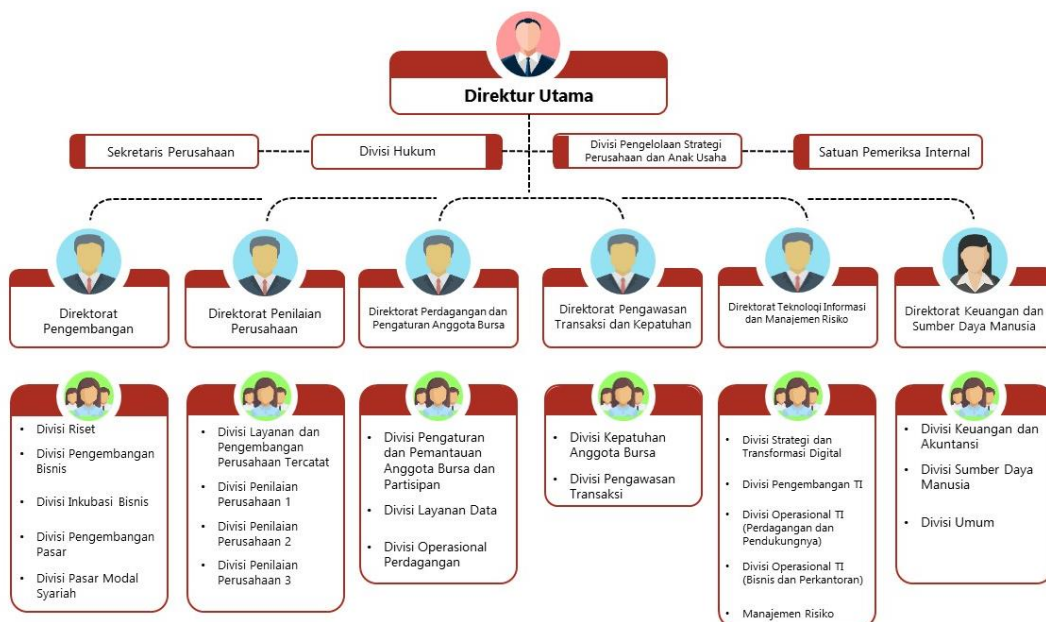 Direktur Utama
Sekretaris Perusahaan
Divisi Hukum
Divisi Pengelolaan Strategi
Perusahaan dan Anak Usaha
Satuan Pemeriksa Internal
Direktorat
Pengembangan
Direktorat Penilaian
Perusahaan
Direktorat Perdagangan dan
Pengaturan Anggota Bursa
Direktorat Pengawasan
Transaksi dan Kepatuhan
Direktorat Teknologi Informasi
dan Manajemen Risiko
Direktorat Keuangan dan
Sumber Daya Manusia
• Divisi Riset
• Divisi Pengembangan
Bisnis
• Divisi Inkubasi Bisnis
• Divisi Pengembangan
Pasar
• Divisi Pasar Modal
Syariah
• Divisi Layanan dan
Pengembangan
Perusahaan Tercatat
• Divisi Penilaian
Perusahaan 1
• Divisi Penilaian
Perusahaan 2
• Divisi Penilaian
Perusahaan 3
• Divisi Pengaturan
dan Pemantauan
Anggota Bursa dan
Partisipan
• Divisi Layanan Data
• Divisi Operasional
Perdagangan
• Divisi Kepatuhan
Anggota Bursa
• Divisi Pengawasan
Transaksi
• Divisi Strategi dan
Transformasi Digital
• Divisi Pengembangan TI
• Divisi Operasional TI
(Perdagangan dan
Pendukungnya)
• Divisi Operasional TI
(Bisnis dan Perkantoran)
• Manajemen Risiko
• Divisi Keuangan dan
Akuntansi
• Divisi Sumber Daya
Manusia
• Divisi Umum